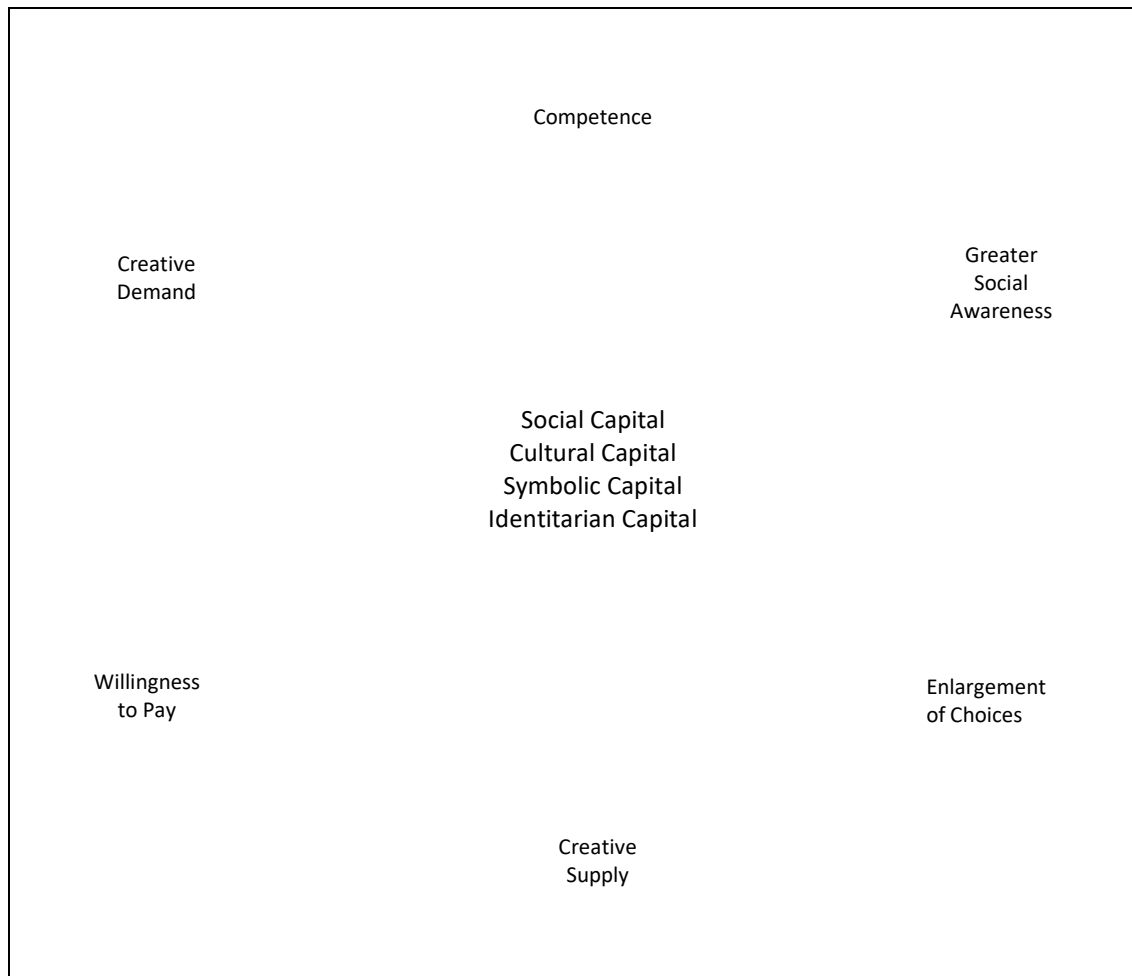 Competence
Creative
Demand
Greater
Social
Awareness
Social Capital
Cultural Capital
Symbolic Capital
Identitarian Capital
Willingness
to Pay
Enlargement
of Choices
Creative
Supply